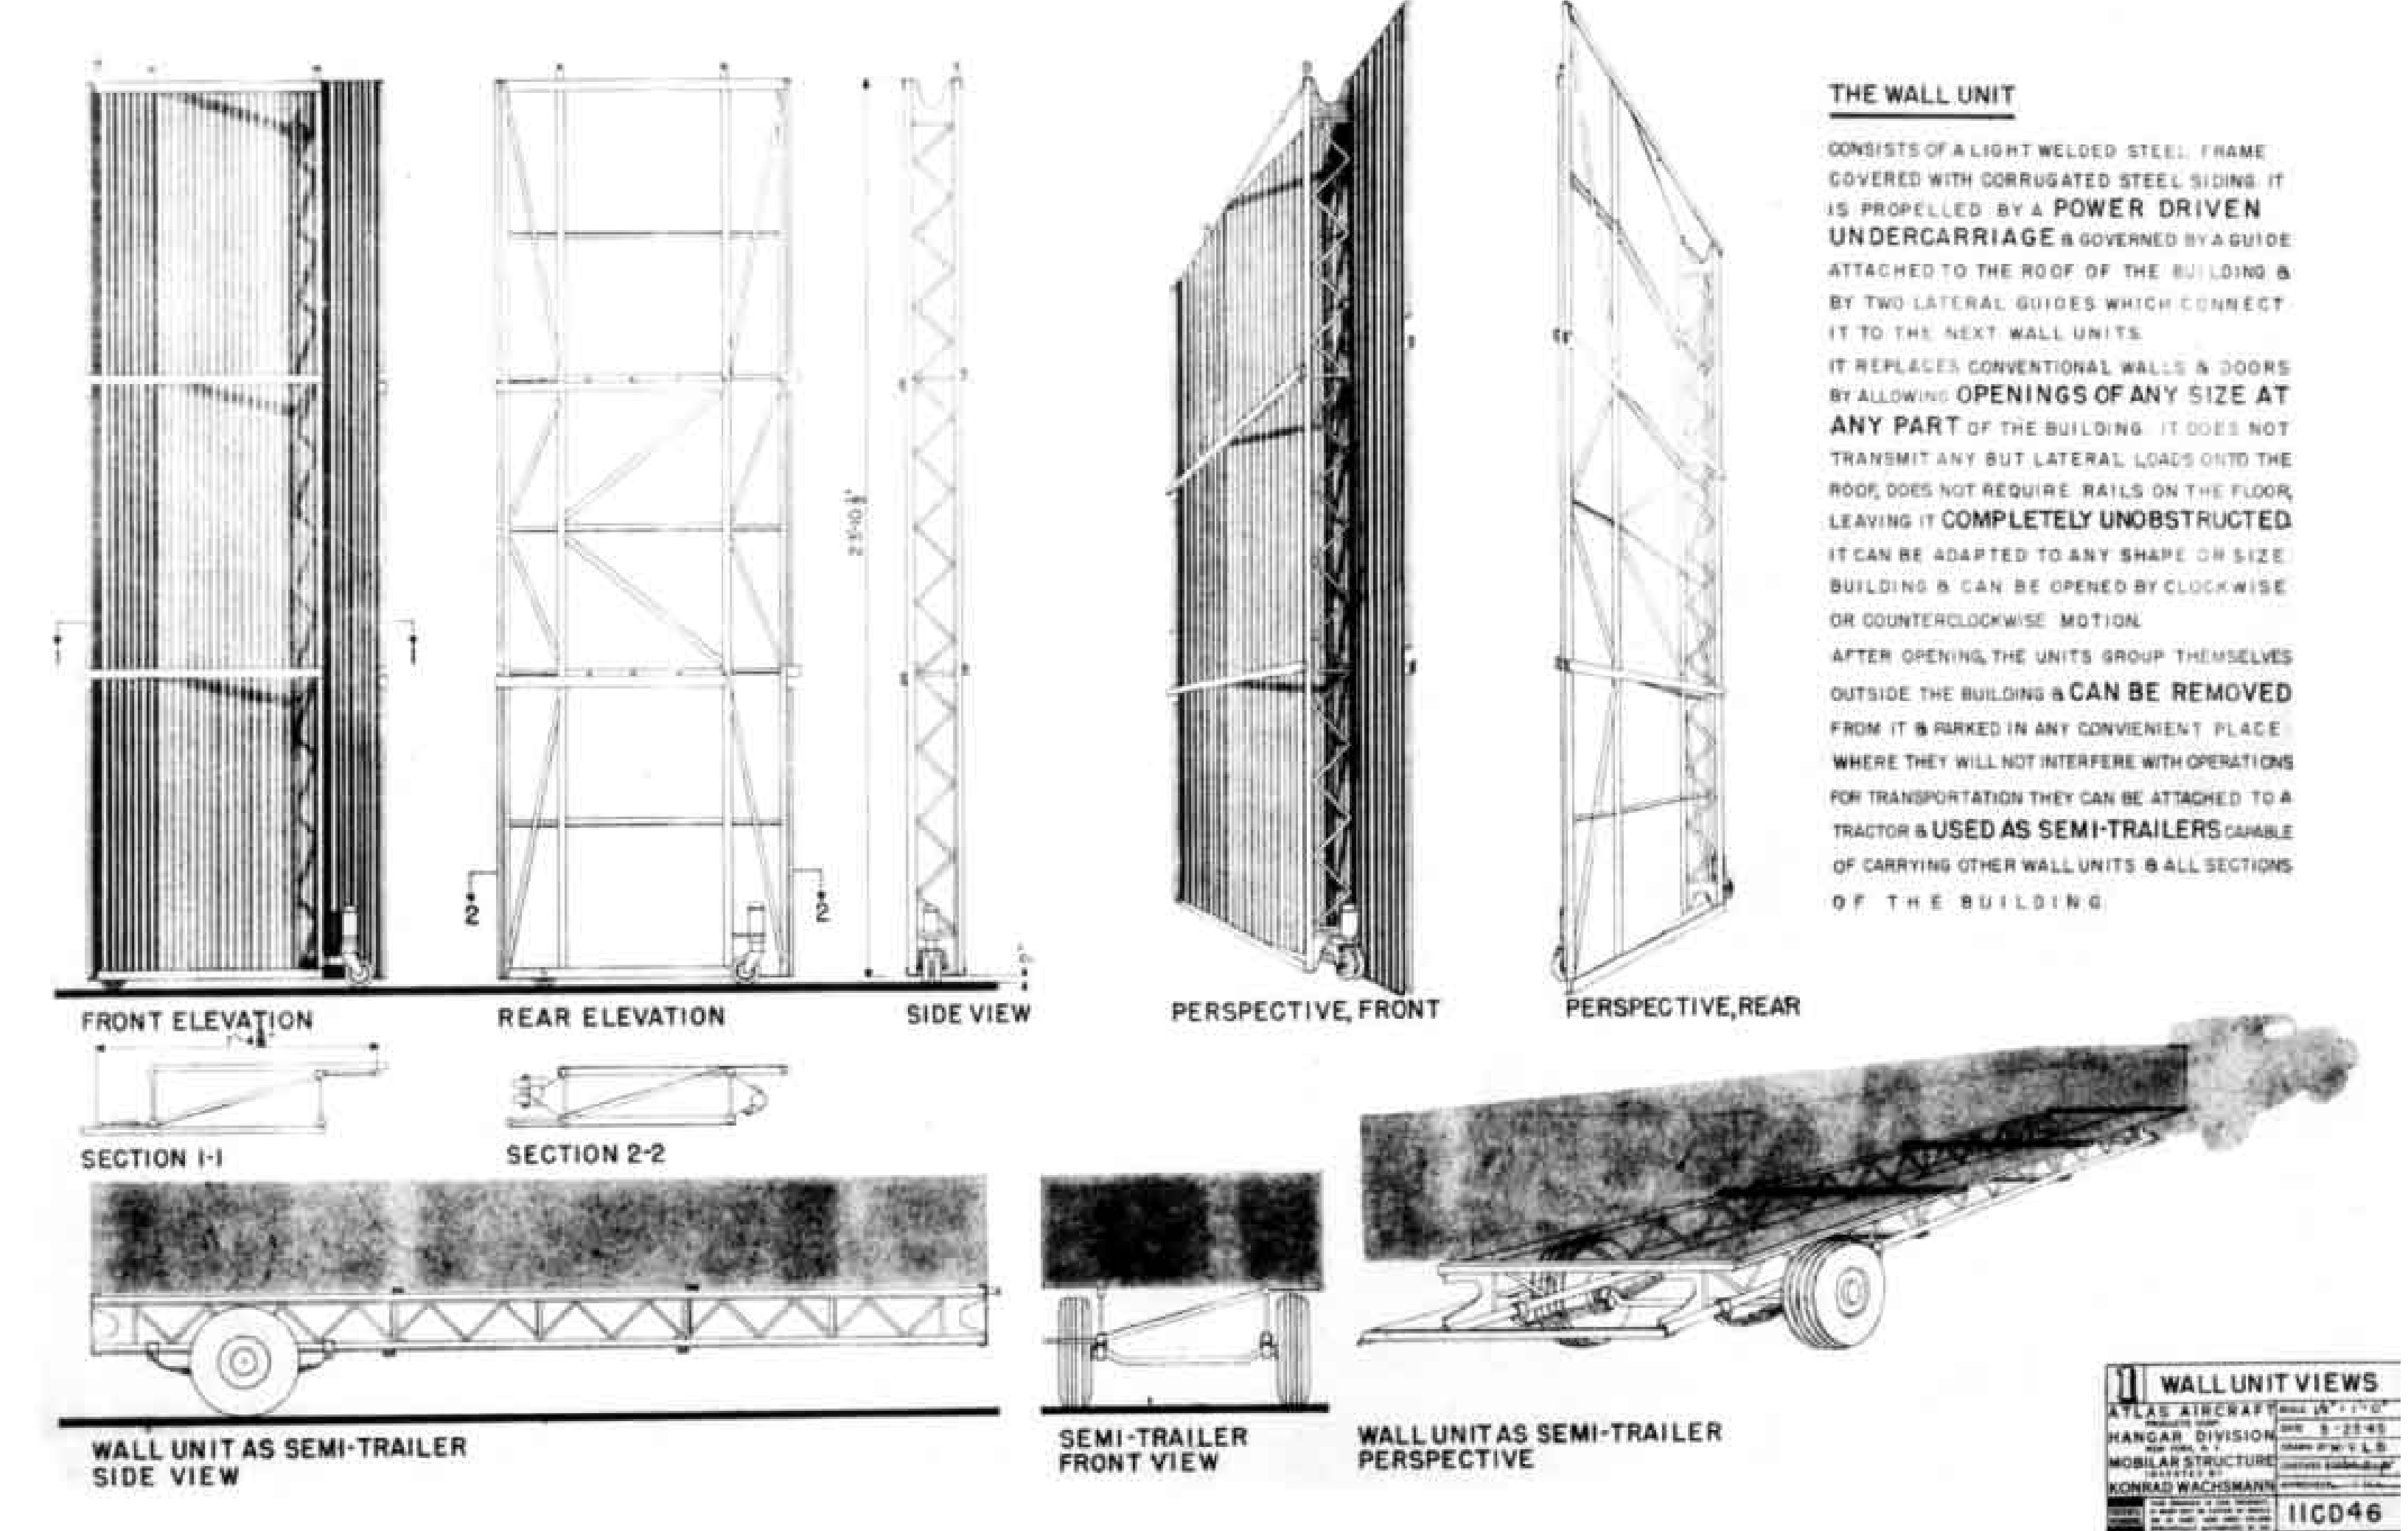 THE WALL UNIT
CONSISTS OF A LIGHT WELDED STEEL FRAME
COVERED WITH CORRUGATED STEEL SIDING. IT
IS PROPELLED BY A POWER DRIVEN
UNDERCARRIAGE & GOVERNED BY A GUIDE
ATTACHED TO THE ROOF OF THE BUILDING &
BY TWO LATERAL GUIDES WHICH CONNECT
IT TO THE NEXT WALL UNITS.
IT REPLACES CONVENTIONAL WALLS & DOORS
BY ALLOWING OPENINGS OF ANY SIZE AT
ANY PART OF THE BUILDING. IT DOES NOT
TRANSMIT ANY BUT LATERAL LOADS ONTO THE
ROOF, DOES NOT REQUIRE RAILS ON THE FLOOR,
LEAVING IT COMPLETELY UNOBSTRUCTED.
IT CAN BE ADAPTED TO ANY SHAPE OR SIZE
BUILDING & CAN BE OPENED BY CLOCKWISE
OR COUNTERCLOCKWISE MOTION.
AFTER OPENING, THE UNITS GROUP THEMSELVES
OUTSIDE THE BUILDING & CAN BE REMOVED
FROM IT & PARKED IN ANY CONVIENIENT PLACE
WHERE THEY WILL NOT INTERFERE WITH OPERATIONS
FOR TRANSPORTATION THEY CAN BE ATTACHED TO A
TRACTOR & USED AS SEMI-TRAILERS CAPABLE
OF CARRYING OTHER WALL UNITS & ALL SECTIONS
OF THE BUILDING.
1
1
2
2
FRONT ELEVATION
REAR ELEVATION
SIDE VIEW
PERSPECTIVE, FRONT
PERSPECTIVE, REAR
SECTION 1-1
SECTION 2-2
WALL UNIT AS SEMI-TRAILER
SIDE VIEW
SEMI-TRAILER
FRONT VIEW
WALL UNIT AS SEMI-TRAILER
PERSPECTIVE
WALL UNIT VIEWS
ATLAS AIRCRAFT
PRODUCTS CORP.
HANGAR DIVISION
NEW YORK, N.Y.
MOBILAR STRUCTURE
INVENTED BY
KONRAD WACHSMANN
11CD46